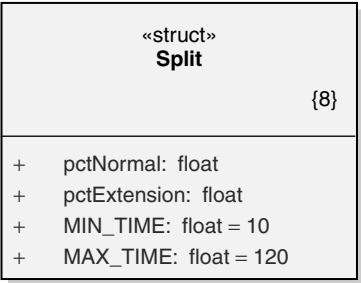 «struct»
Split
{8}
+ pctNormal: float
+ pctExtension: float
+ MIN_TIME: float = 10
+ MAX_TIME: float = 120